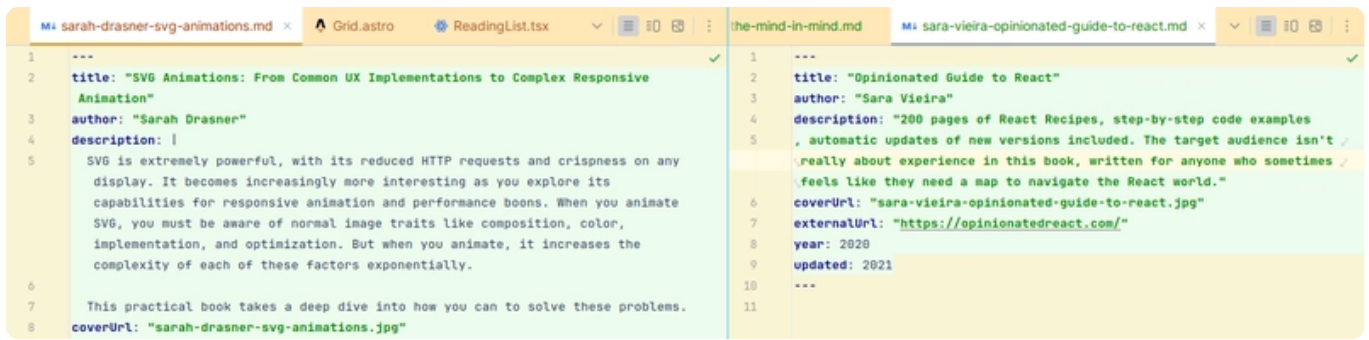 M↓ sarah-drasner-svg-animations.md × Grid.astro ReadingList.tsx
1 ---
2 title: "SVG Animations: From Common UX Implementations to Complex Responsive
Animation"
3 author: "Sarah Drasner"
4 description: |
5 SVG is extremely powerful, with its reduced HTTP requests and crispness on any
display. It becomes increasingly more interesting as you explore its
capabilities for responsive animation and performance boons. When you animate
SVG, you must be aware of normal image traits like composition, color,
implementation, and optimization. But when you animate, it increases the
complexity of each of these factors exponentially.
6
7 This practical book takes a deep dive into how you can to solve these problems.
8 coverUrl: "sarah-drasner-svg-animations.jpg"
the-mind-in-mind.md M↓ sara-vieira-opinionated-guide-to-react.md ×
1 ---
2 title: "Opinionated Guide to React"
3 author: "Sara Vieira"
4 description: "200 pages of React Recipes, step-by-step code examples
5 , automatic updates of new versions included. The target audience isn't
really about experience in this book, written for anyone who sometimes
feels like they need a map to navigate the React world."
6 coverUrl: "sara-vieira-opinionated-guide-to-react.jpg"
7 externalUrl: "https://opinionatedreact.com/"
8 year: 2020
9 updated: 2021
10 ---
11